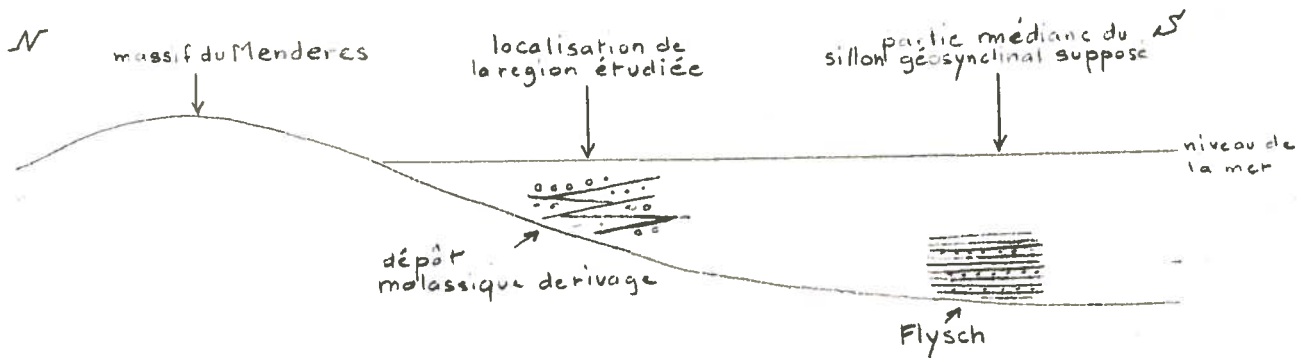 N
massif du Menderes
localisation de
la region étudiée
partie médiane du
sillon géosynclinal suppose
S
niveau de
la mer
dépôt
molassique de rivage
Flysch